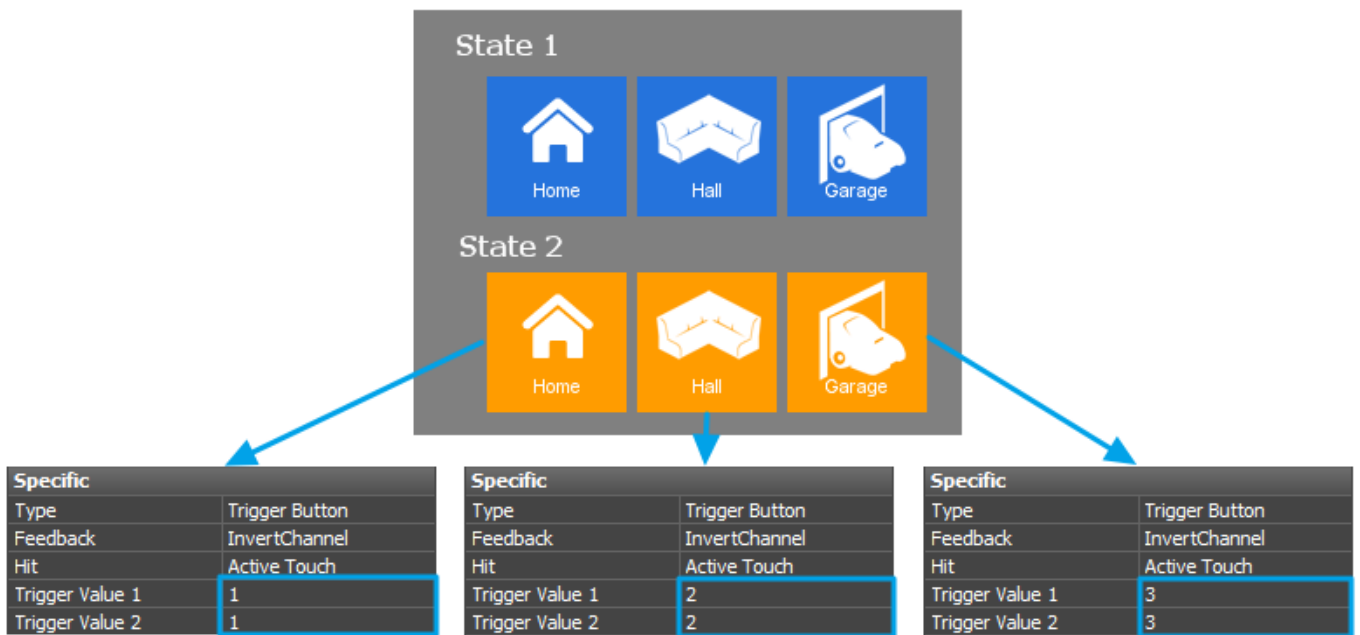 State 1
Home Hall Garage
State 2
Home Hall Garage
Specific
Type Trigger Button
Feedback InvertChannel
Hit Active Touch
Trigger Value 1 1
Trigger Value 2 1
Specific
Type Trigger Button
Feedback InvertChannel
Hit Active Touch
Trigger Value 1 2
Trigger Value 2 2
Specific
Type Trigger Button
Feedback InvertChannel
Hit Active Touch
Trigger Value 1 3
Trigger Value 2 3